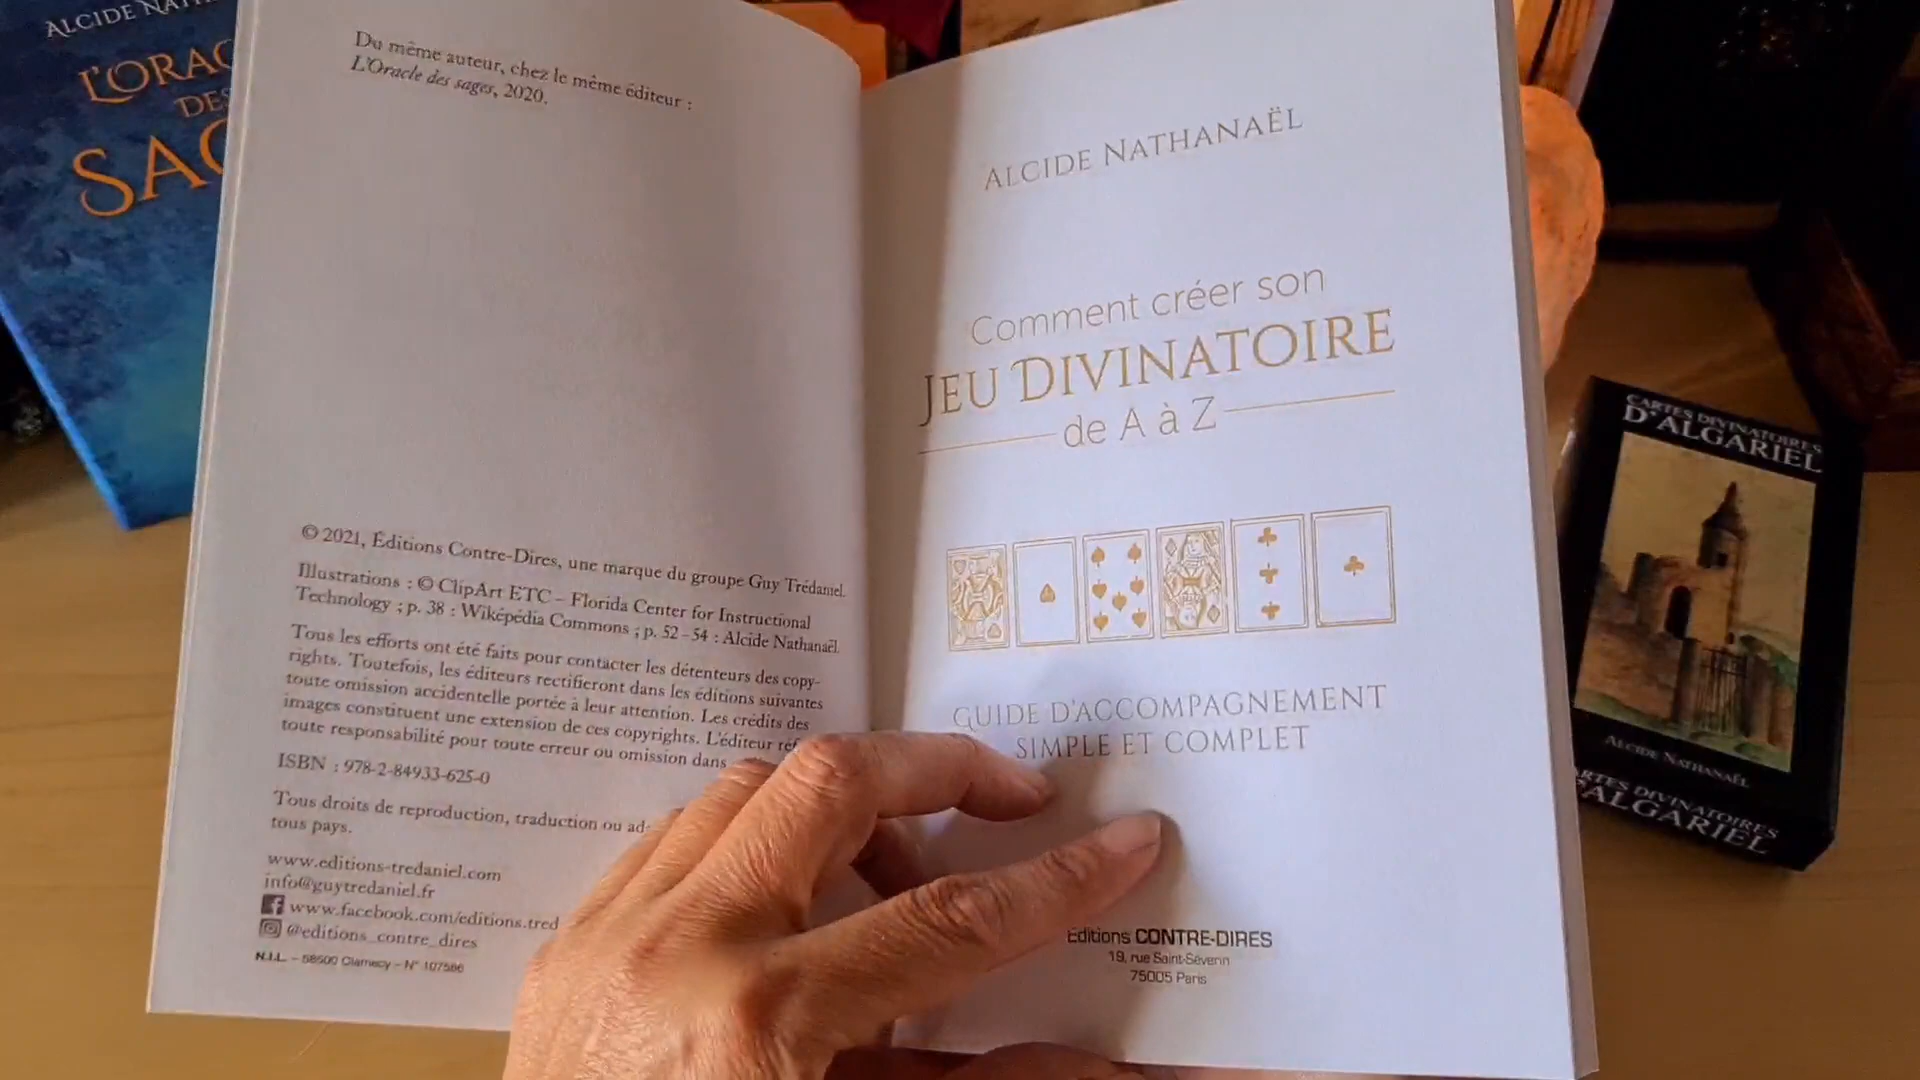 ALCIDE
L'ORAC
DES
SAG
Du même auteur, chez le même éditeur :
L'Oracle des sages, 2020.
© 2021, Éditions Contre-Dires, une marque du groupe Guy Trédaniel.
Illustrations : © ClipArt ETC – Florida Center for Instructional
Technology ; p. 38 : Wiképédia Commons ; p. 52-54 : Alcide Nathanaël.
Tous les efforts ont été faits pour contacter les détenteurs des copy-
rights. Toutefois, les éditeurs rectifieront dans les éditions suivantes
toute omission accidentelle portée à leur attention. Les crédits des
images constituent une extension de ces copyrights. L'éditeur
toute responsabilité pour toute erreur ou omission dans
ISBN : 978-2-84933-625-0
Tous droits de reproduction, traduction ou ad
tous pays.
www.editions-tredaniel.com
info@guytredaniel.fr
www.facebook.com/editions.tred
@editions_contre_dires
N.I.L. – 58500 Clamecy – N° 107586
ALCIDE NATHANAËL
Comment créer son
JEU DIVINATOIRE
de A à Z
GUIDE D'ACCOMPAGNEMENT
SIMPLE ET COMPLET
Éditions CONTRE-DIRES
19, rue Saint-Séverin
75005 Paris
CARTES DIVINATOIRES
D'ALGARIEL
ALCIDE NATHANAËL
ARTES DIVINATOIRES
ALGARIEL